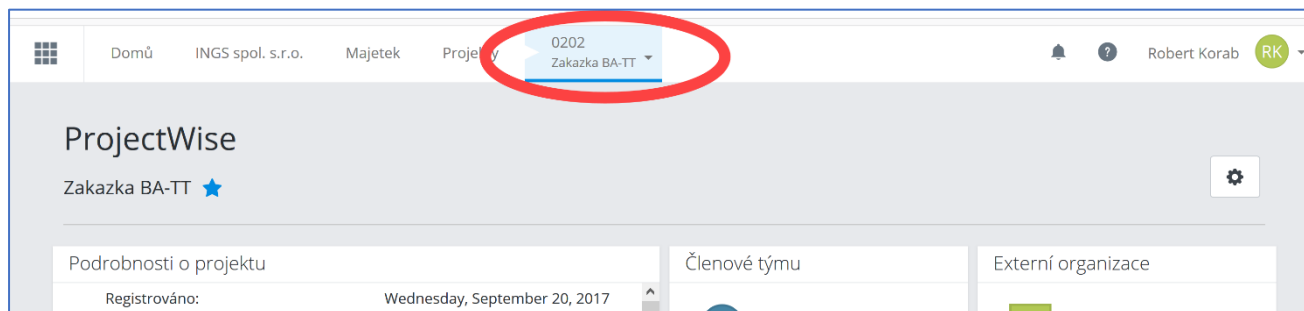 Domů INGS spol. s.r.o. Majetek Projekty 0202 Robert Korab RK
Zakazka BA-TT
ProjectWise
Zakazka BA-TT
Podrobnosti o projektu Členové týmu Externí organizace
Registrováno: Wednesday, September 20, 2017